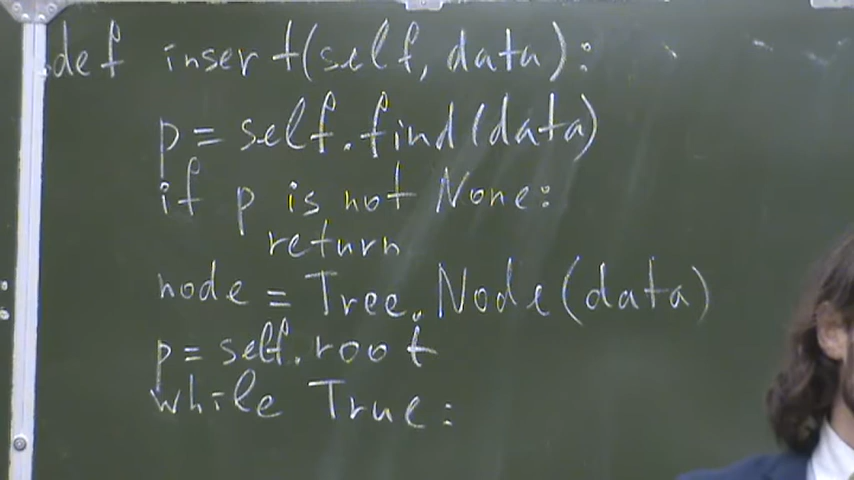 def insert(self, data):
p = self.find(data)
if p is not None:
return
node = Tree.Node(data)
p = self.root
while True: